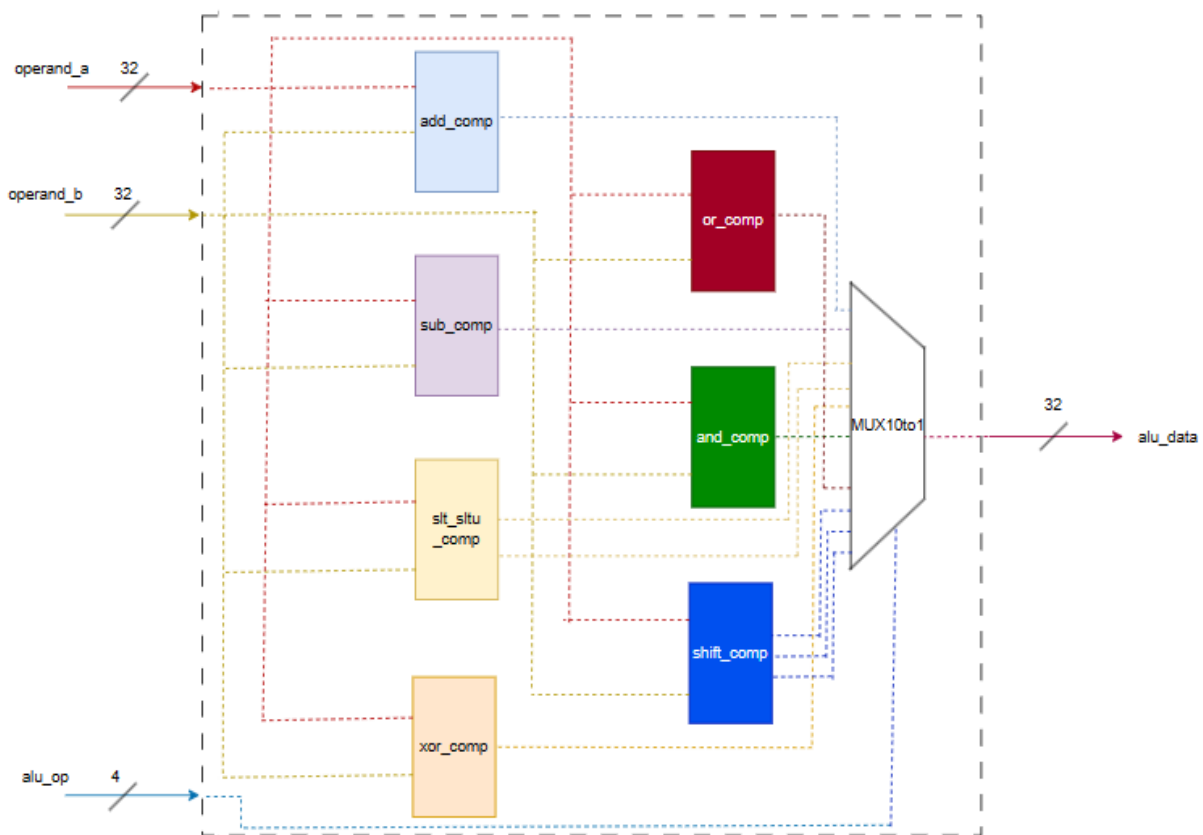 operand_a
32
add_comp
operand_b
32
or_comp
sub_comp
MUX10to1
32
alu_data
and_comp
slt_sltu
_comp
shift_comp
xor_comp
alu_op
4